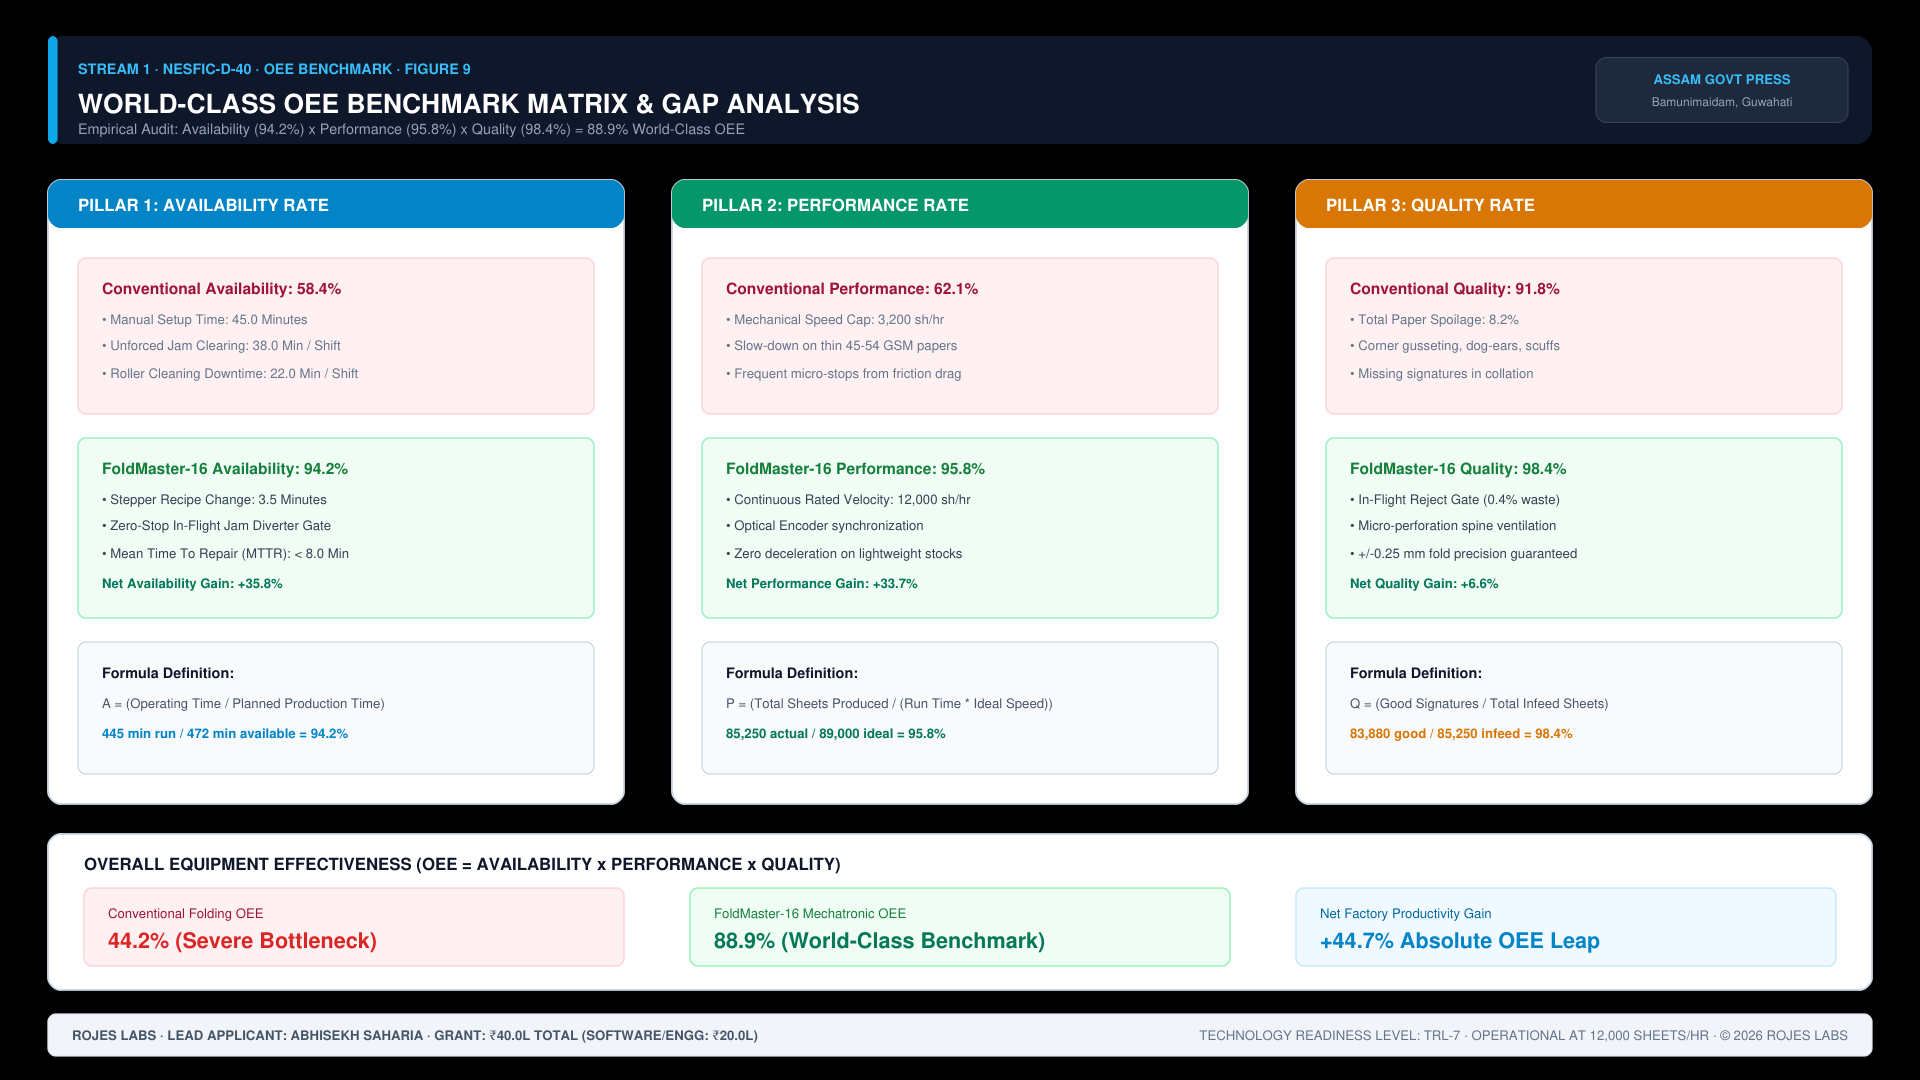 STREAM 1 · NESFIC-D-40 · OEE BENCHMARK · FIGURE 9
WORLD-CLASS OEE BENCHMARK MATRIX & GAP ANALYSIS
Empirical Audit: Availability (94.2%) x Performance (95.8%) x Quality (98.4%) = 88.9% World-Class OEE
ASSAM GOVT PRESS
Bamunimaidam, Guwahati
PILLAR 1: AVAILABILITY RATE
Conventional Availability: 58.4%
• Manual Setup Time: 45.0 Minutes
• Unforced Jam Clearing: 38.0 Min / Shift
• Roller Cleaning Downtime: 22.0 Min / Shift
FoldMaster-16 Availability: 94.2%
• Stepper Recipe Change: 3.5 Minutes
• Zero-Stop In-Flight Jam Diverter Gate
• Mean Time To Repair (MTTR): < 8.0 Min
Net Availability Gain: +35.8%
Formula Definition:
A = (Operating Time / Planned Production Time)
445 min run / 472 min available = 94.2%
PILLAR 2: PERFORMANCE RATE
Conventional Performance: 62.1%
• Mechanical Speed Cap: 3,200 sh/hr
• Slow-down on thin 45-54 GSM papers
• Frequent micro-stops from friction drag
FoldMaster-16 Performance: 95.8%
• Continuous Rated Velocity: 12,000 sh/hr
• Optical Encoder synchronization
• Zero deceleration on lightweight stocks
Net Performance Gain: +33.7%
Formula Definition:
P = (Total Sheets Produced / (Run Time * Ideal Speed))
85,250 actual / 89,000 ideal = 95.8%
PILLAR 3: QUALITY RATE
Conventional Quality: 91.8%
• Total Paper Spoilage: 8.2%
• Corner gusseting, dog-ears, scuffs
• Missing signatures in collation
FoldMaster-16 Quality: 98.4%
• In-Flight Reject Gate (0.4% waste)
• Micro-perforation spine ventilation
• +/-0.25 mm fold precision guaranteed
Net Quality Gain: +6.6%
Formula Definition:
Q = (Good Signatures / Total Infeed Sheets)
83,880 good / 85,250 infeed = 98.4%
OVERALL EQUIPMENT EFFECTIVENESS (OEE = AVAILABILITY x PERFORMANCE x QUALITY)
Conventional Folding OEE
44.2% (Severe Bottleneck)
FoldMaster-16 Mechatronic OEE
88.9% (World-Class Benchmark)
Net Factory Productivity Gain
+44.7% Absolute OEE Leap
ROJES LABS · LEAD APPLICANT: ABHISEKH SAHARIA · GRANT: ₹40.0L TOTAL (SOFTWARE/ENGG: ₹20.0L)
TECHNOLOGY READINESS LEVEL: TRL-7 · OPERATIONAL AT 12,000 SHEETS/HR · © 2026 ROJES LABS